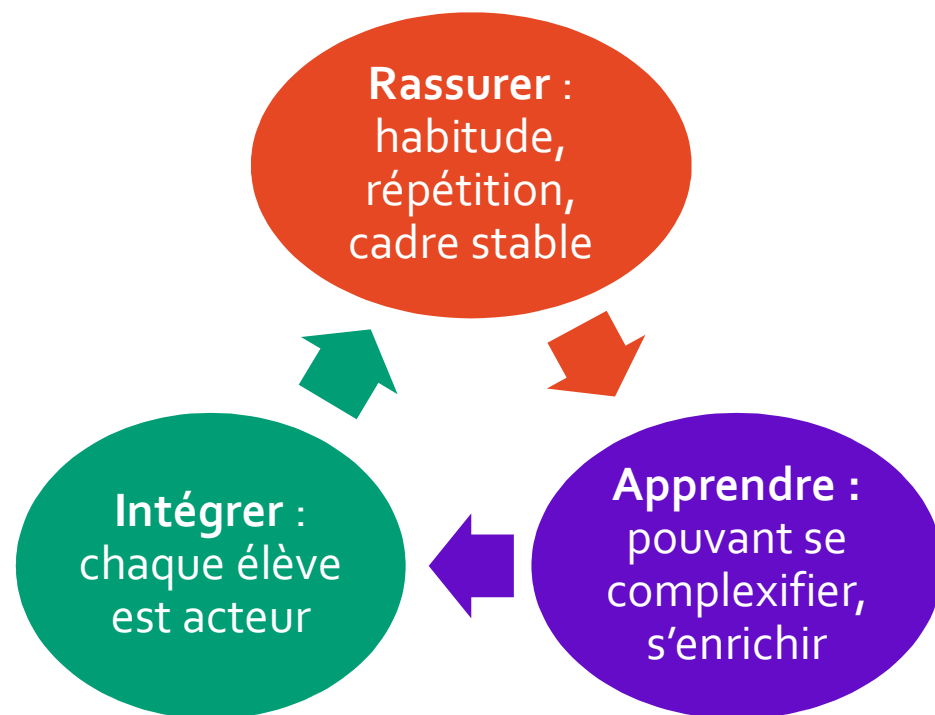 Rassurer :
habitude,
répétition,
cadre stable
Intégrer :
chaque élève
est acteur
Apprendre :
pouvant se
complexifier,
s’enrichir